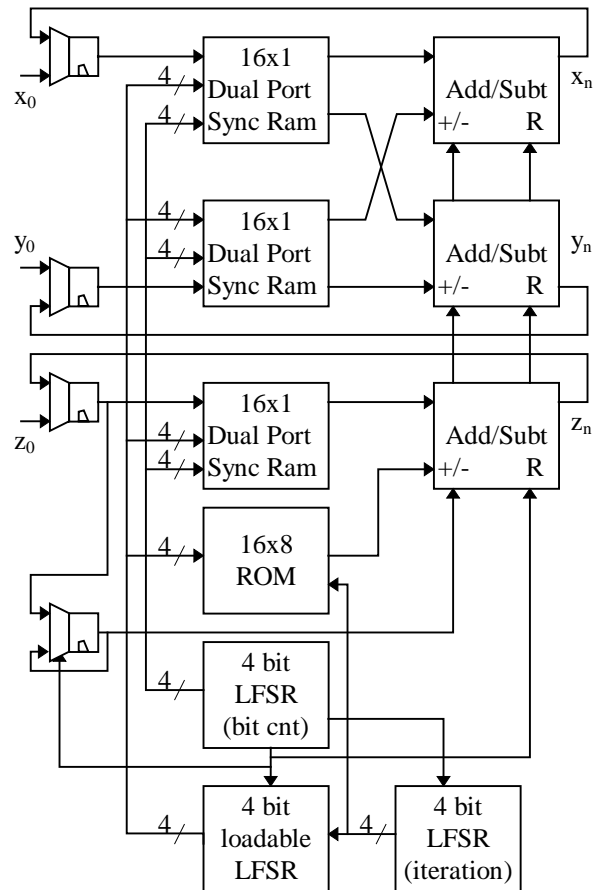 x0
4
4
16x1
Dual Port
Sync Ram
Add/Subt
+/- R
xn
y0
4
4
16x1
Dual Port
Sync Ram
Add/Subt
+/- R
yn
z0
4
4
16x1
Dual Port
Sync Ram
Add/Subt
+/- R
zn
4
16x8
ROM
4
4 bit
LFSR
(bit cnt)
4
4 bit
loadable
LFSR
4
4 bit
LFSR
(iteration)